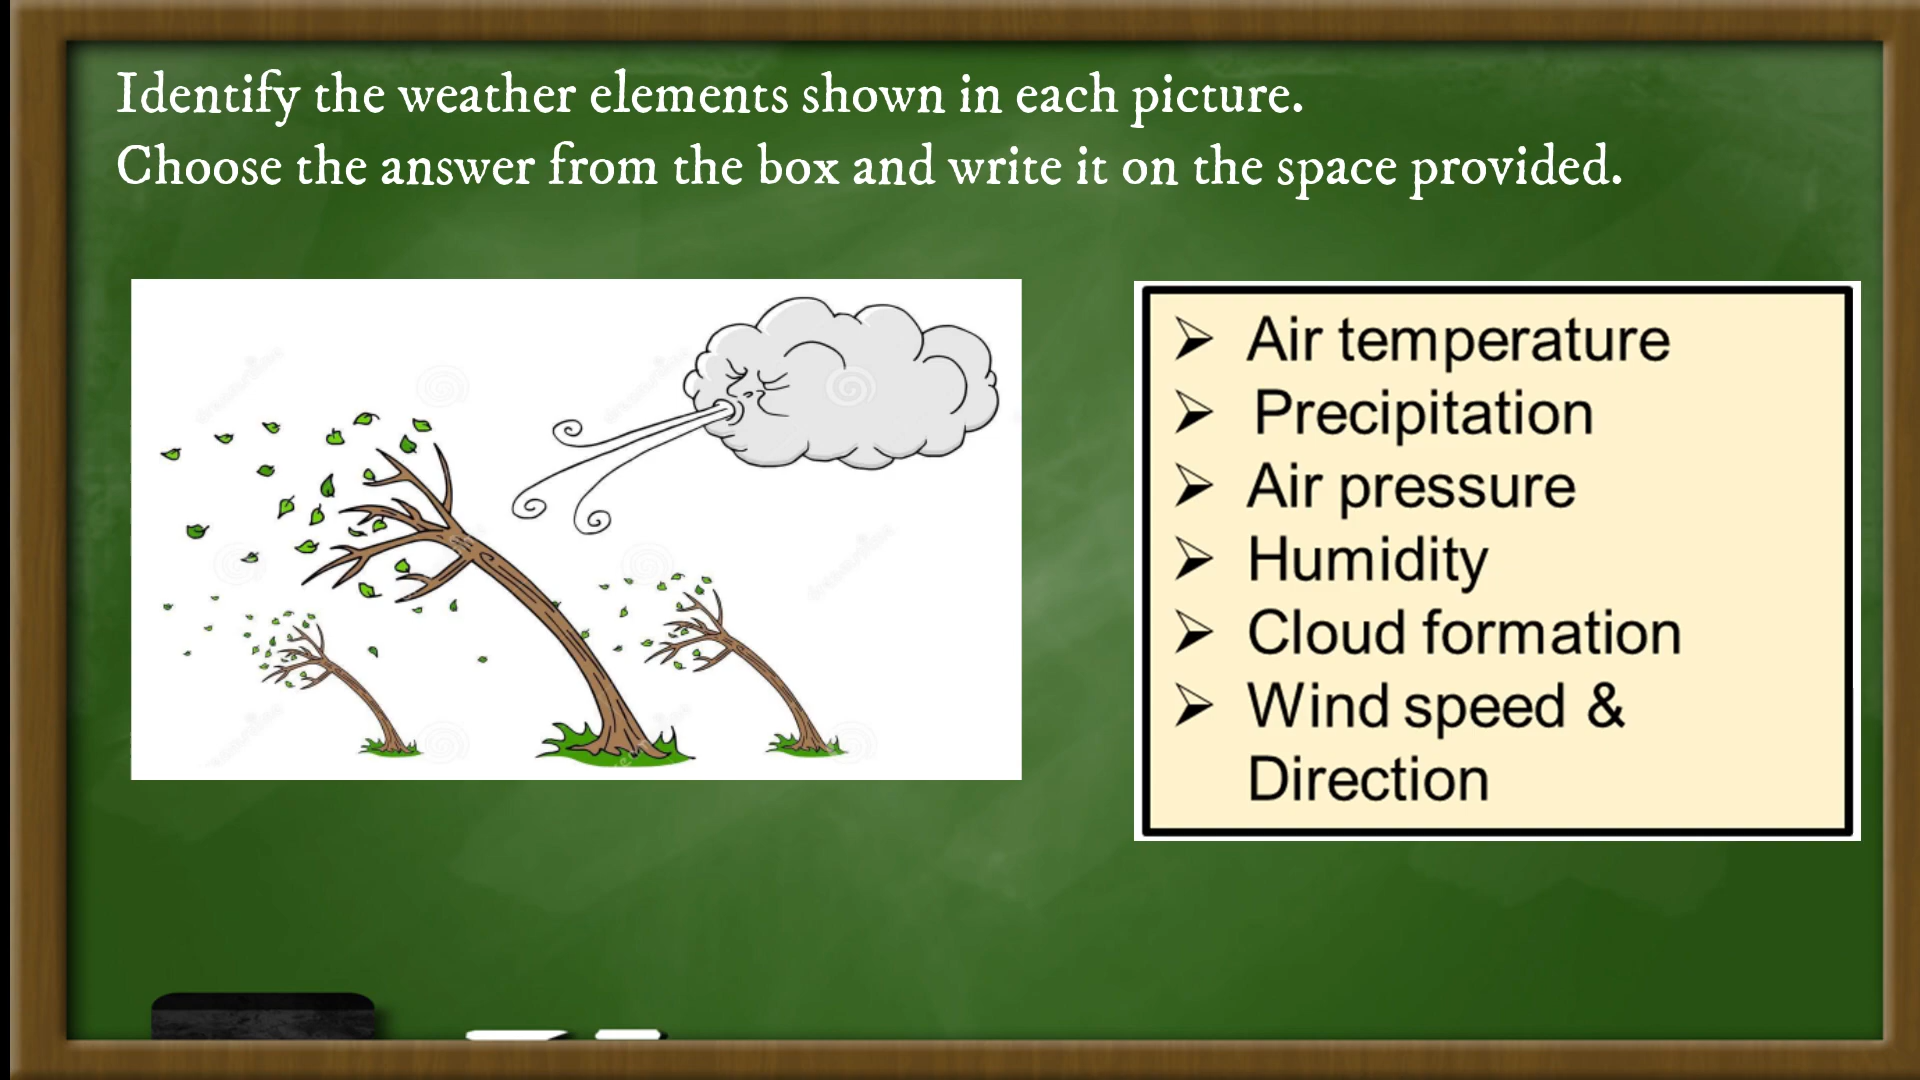 Identify the weather elements shown in each picture.
Choose the answer from the box and write it on the space provided.
➢ Air temperature
➢ Precipitation
➢ Air pressure
➢ Humidity
➢ Cloud formation
➢ Wind speed &
Direction